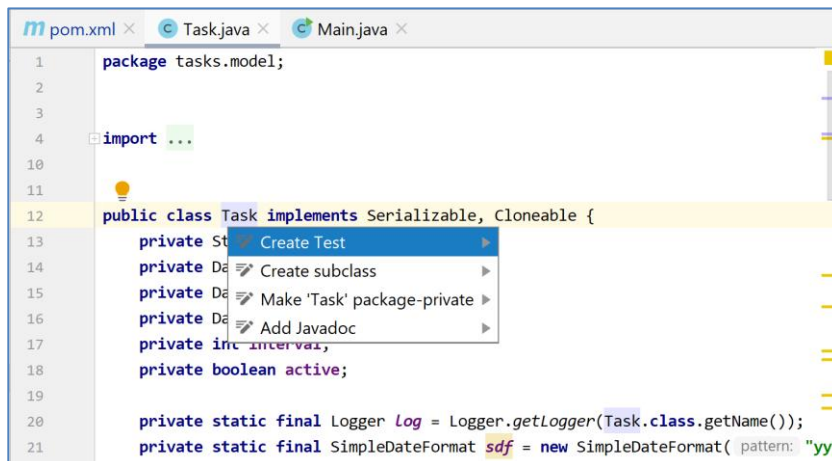 m pom.xml × C Task.java × C Main.java ×
1 package tasks.model;
2
3
4 import ...
10
11
12 public class Task implements Serializable, Cloneable {
13 private St Create Test
14 private Da Create subclass
15 private Da Make 'Task' package-private
16 private Da Add Javadoc
17 private int interval;
18 private boolean active;
19
20 private static final Logger log = Logger.getLogger(Task.class.getName());
21 private static final SimpleDateFormat sdf = new SimpleDateFormat( pattern: "yy